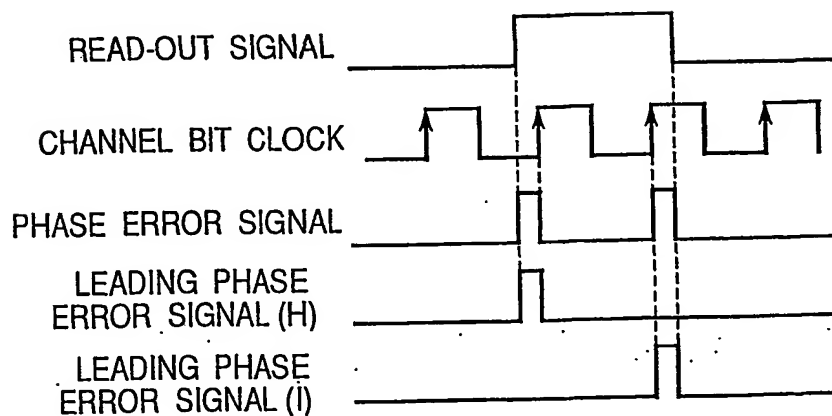 READ-OUT SIGNAL
CHANNEL BIT CLOCK
PHASE ERROR SIGNAL
LEADING PHASE
ERROR SIGNAL (H)
LEADING PHASE
ERROR SIGNAL (I)